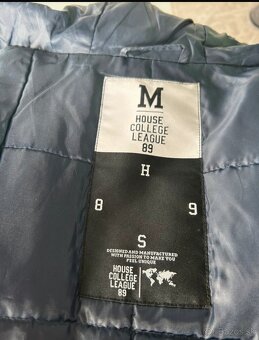 M
HOUSE
COLLEGE
LEAGUE
89
H
8 9
S
DESIGNED AND MANUFACTURED
WITH PASSION TO MAKE YOU
FEEL UNIQUE
HOUSE
COLLEGE
LEAGUE
89